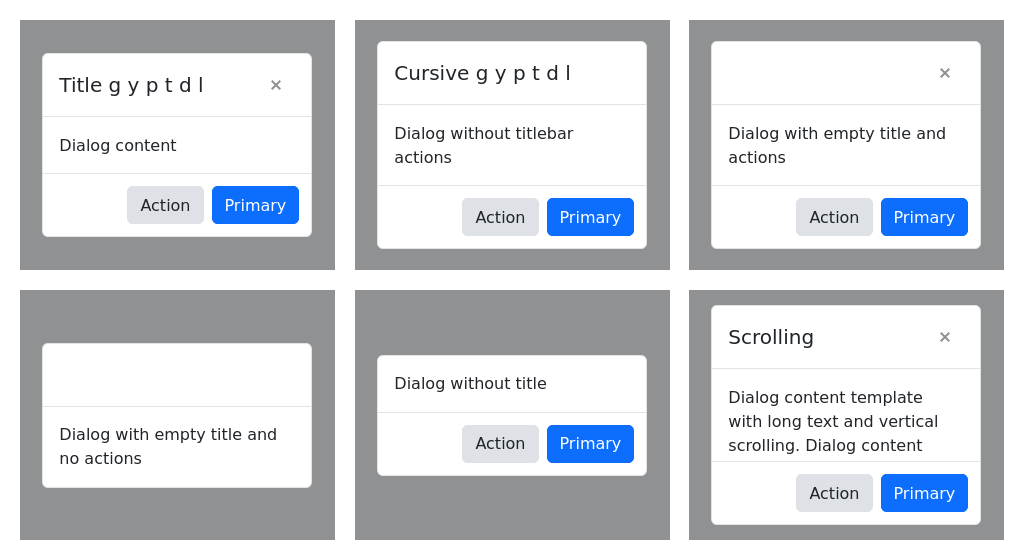 Title g y p t d l ×
Dialog content
Action Primary
Cursive g y p t d l
Dialog without titlebar
actions
Action Primary
×
Dialog with empty title and
actions
Action Primary
Dialog with empty title and
no actions
Dialog without title
Action Primary
Scrolling ×
Dialog content template
with long text and vertical
scrolling. Dialog content
Action Primary